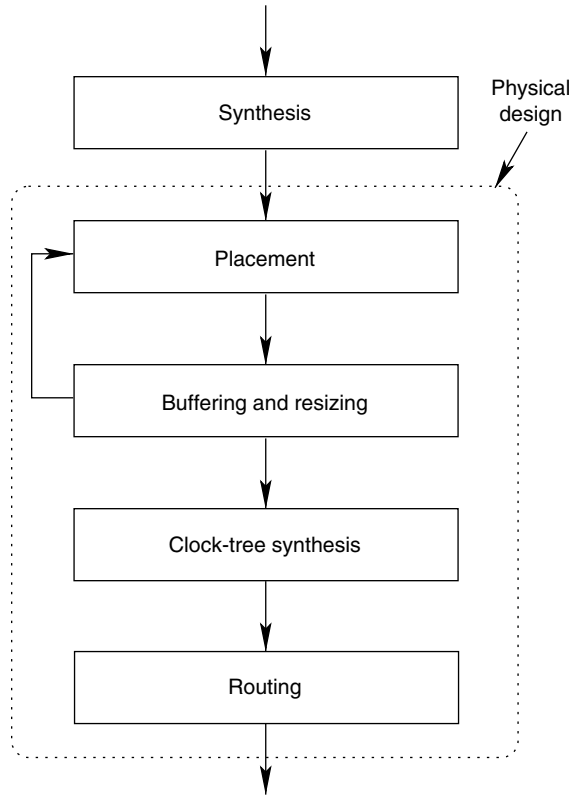 Synthesis
Physical
design
Placement
Buffering and resizing
Clock-tree synthesis
Routing